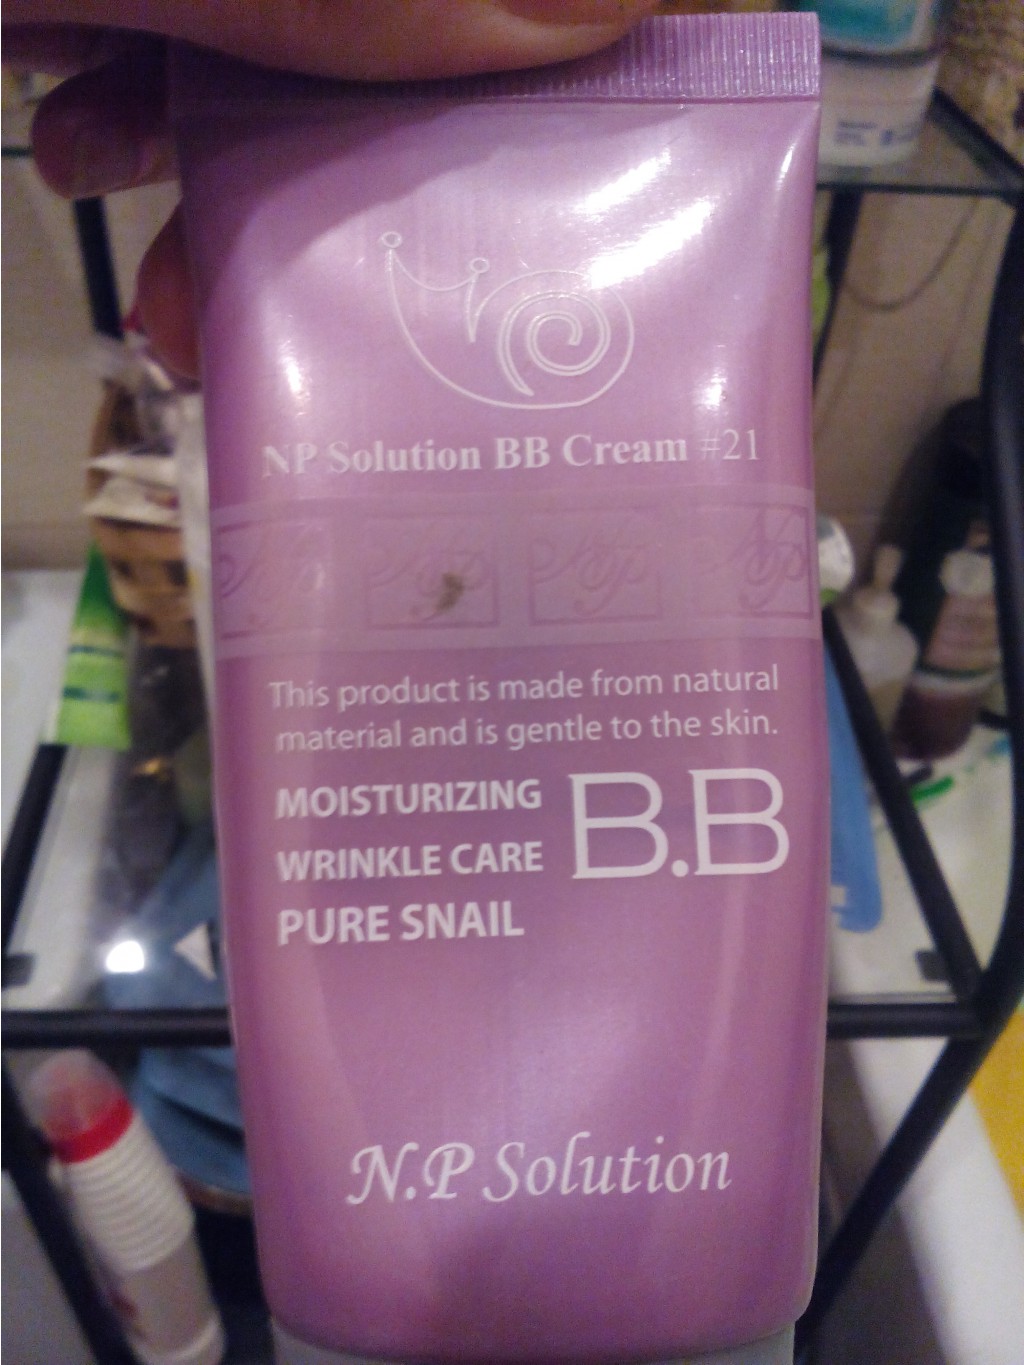 NP Solution BB Cream #21
This product is made from natural
material and is gentle to the skin.
MOISTURIZING
WRINKLE CARE
PURE SNAIL
B.B
N.P Solution